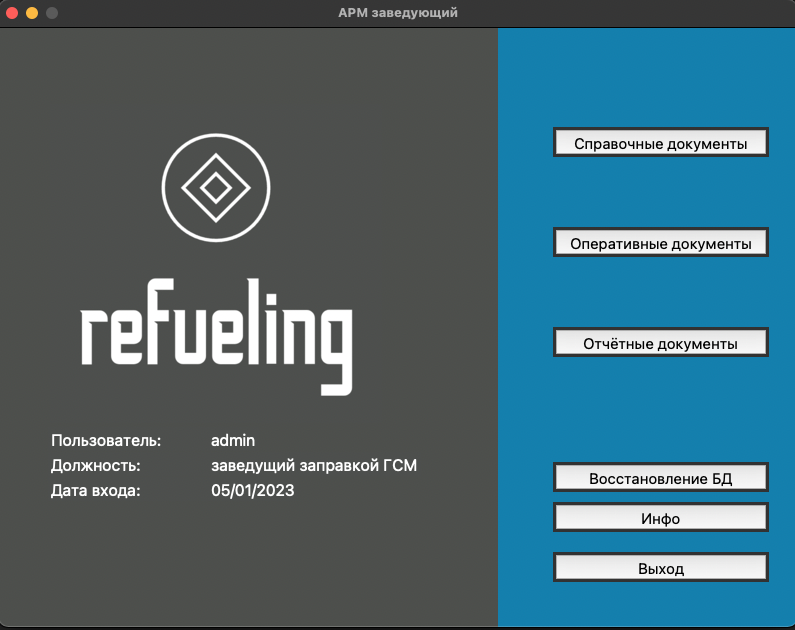 АРМ заведующий
refueling
Пользователь: admin
Должность: заведущий заправкой ГСМ
Дата входа: 05/01/2023
Справочные документы
Оперативные документы
Отчётные документы
Восстановление БД
Инфо
Выход